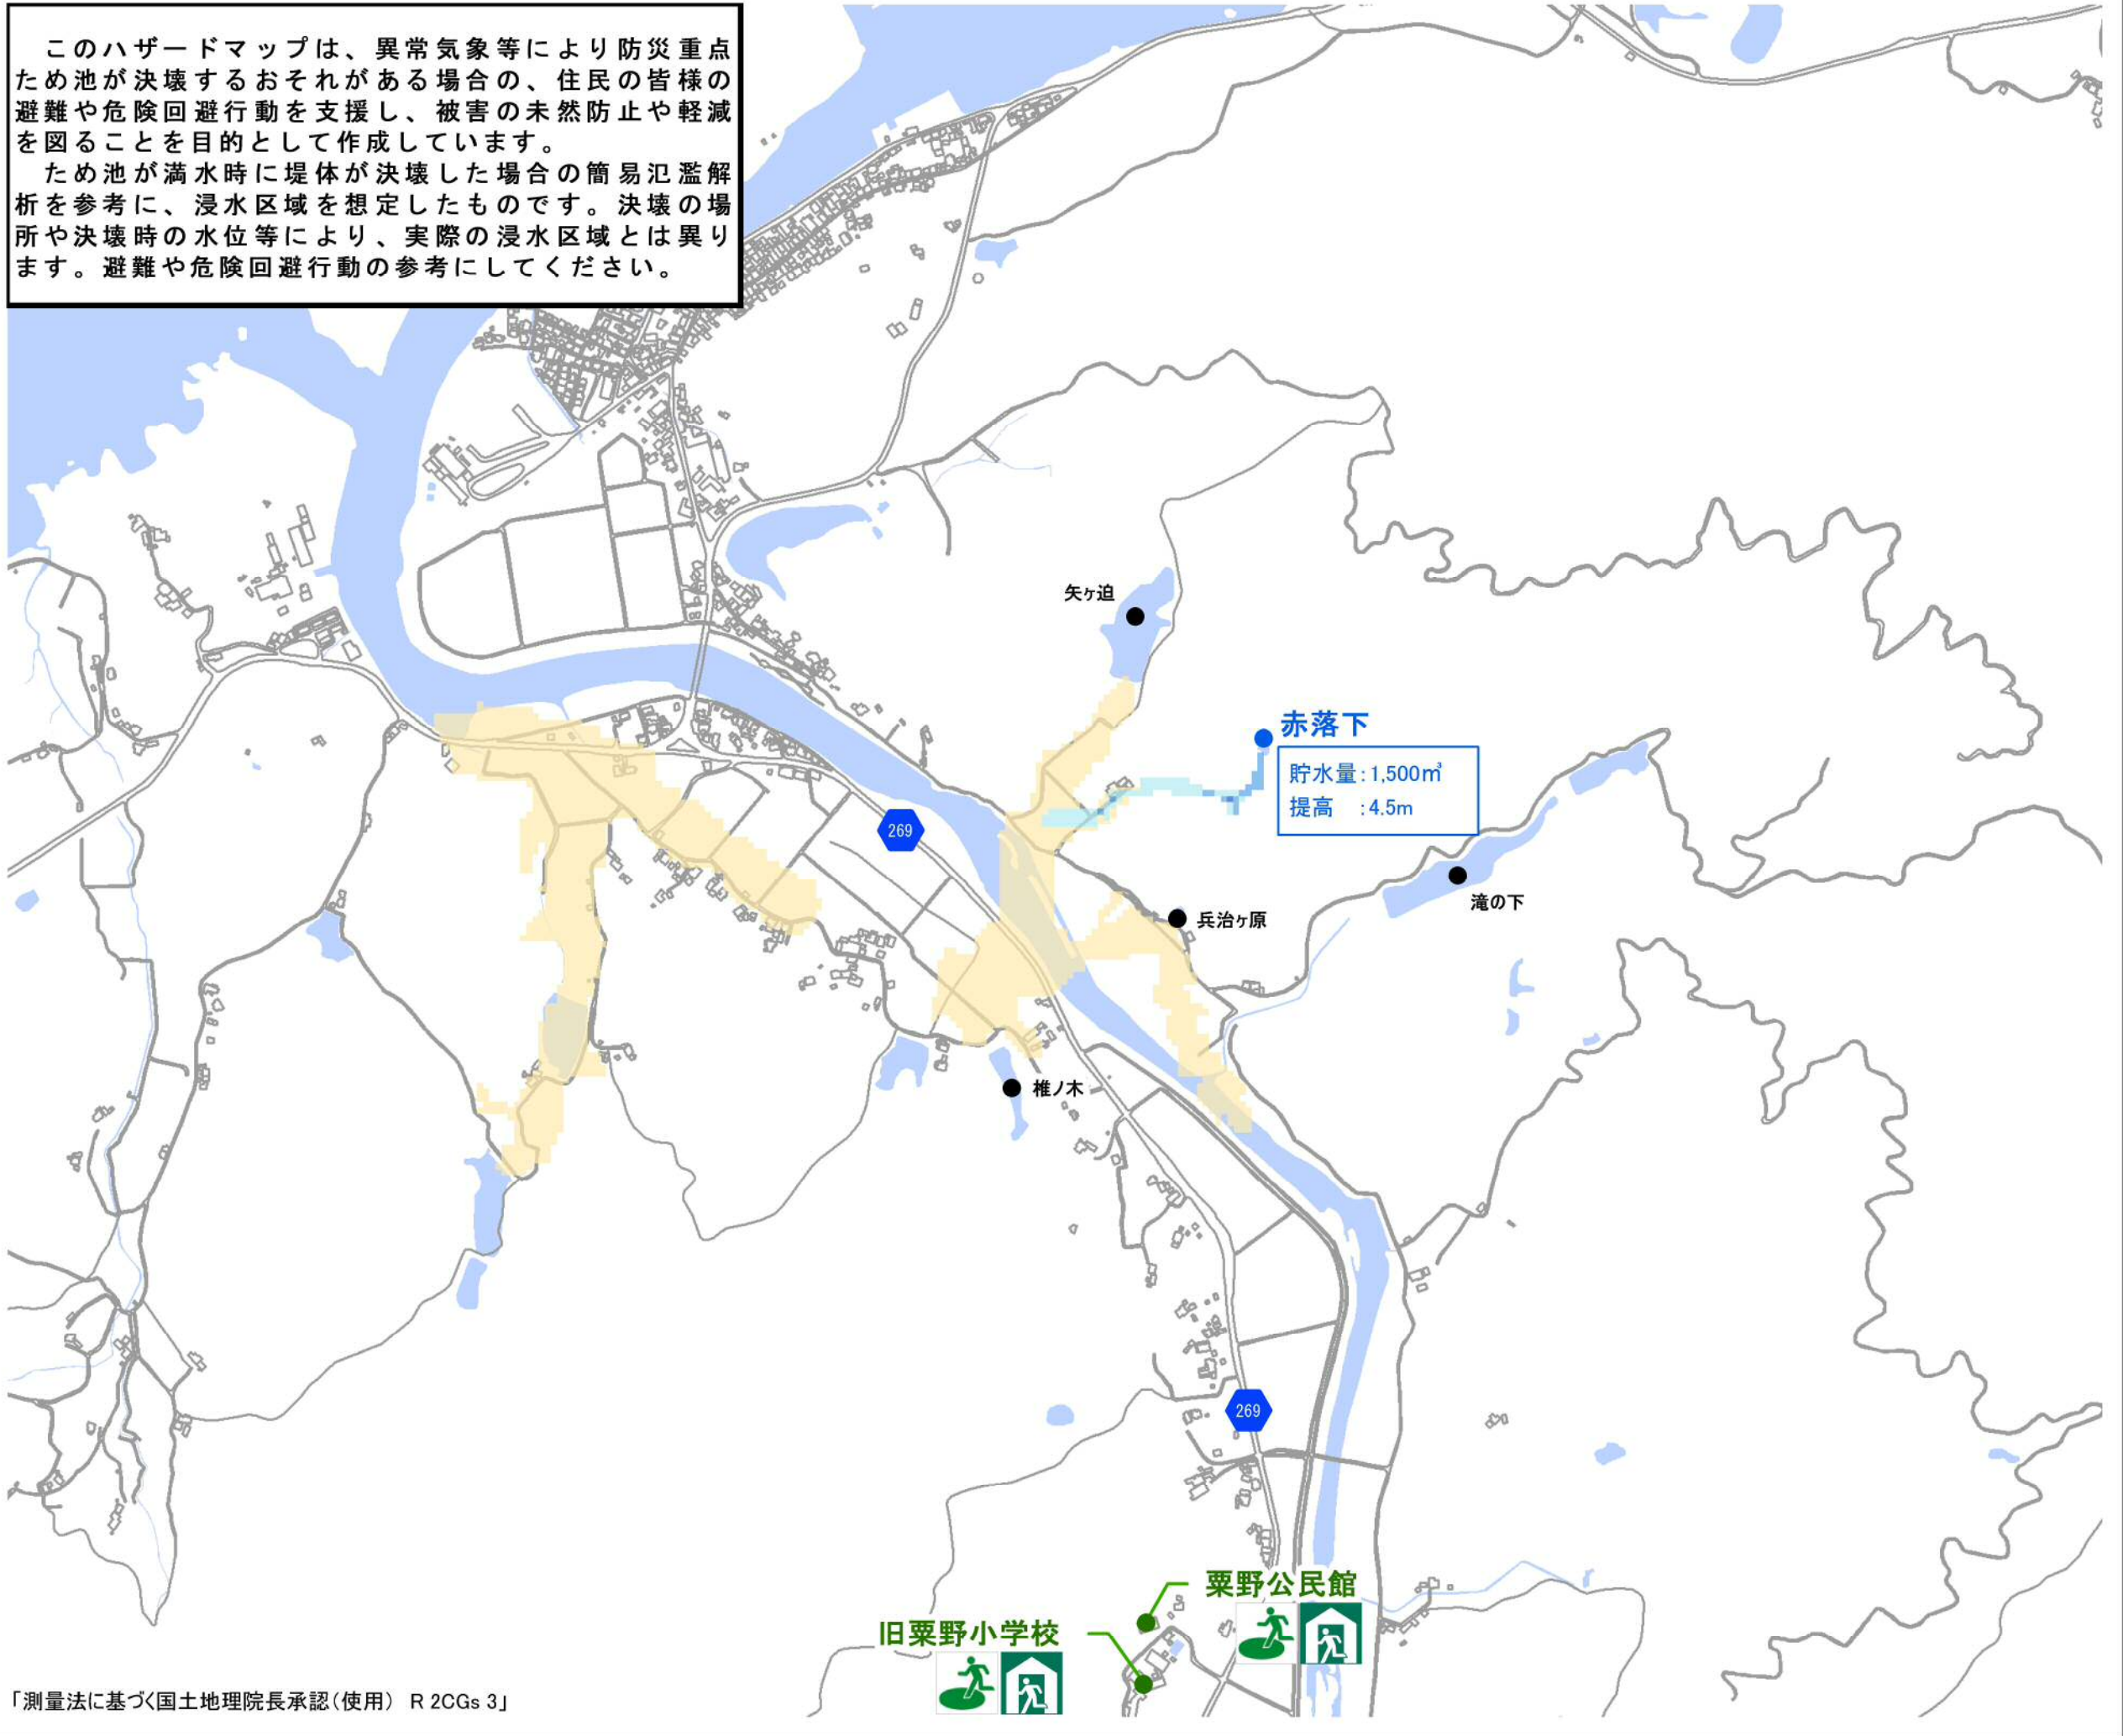 このハザードマップは、異常気象等により防災重点
ため池が決壊するおそれがある場合の、住民の皆様の
避難や危険回避行動を支援し、被害の未然防止や軽減
を図ることを目的として作成しています。
ため池が満水時に堤体が決壊した場合の簡易氾濫解
析を参考に、浸水区域を想定したものです。決壊の場
所や決壊時の水位等により、実際の浸水区域とは異り
ます。避難や危険回避行動の参考にしてください。
矢ヶ迫
赤落下
貯水量:1,500㎥
提高 :4.5m
269
滝の下
兵治ヶ原
椎ノ木
269
粟野公民館
旧粟野小学校
「測量法に基づく国土地理院長承認(使用) R 2CGs 3」